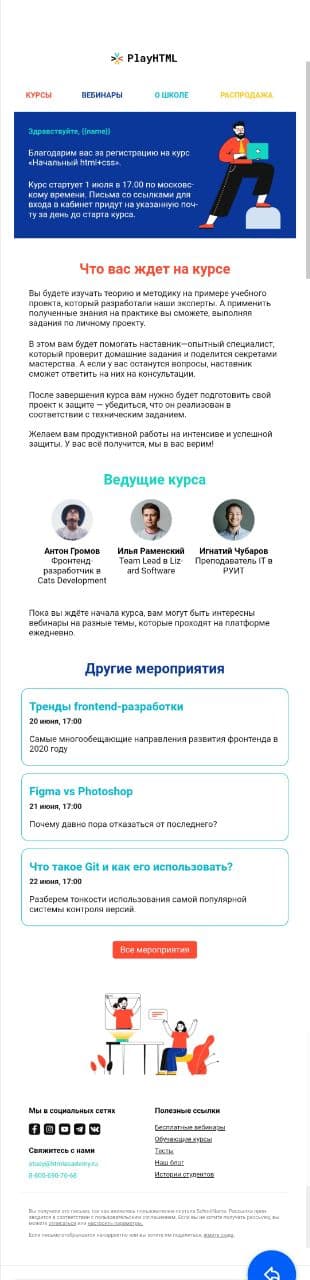 PlayHTML
КУРСЫ ВЕБИНАРЫ О ШКОЛЕ РАСПРОДАЖА
Здравствуйте, {{name}}
Благодарим вас за регистрацию на курс
«Начальный html+css».
Курс стартует 1 июля в 17.00 по московс-
кому времени. Письма со ссылками для
входа в кабинет придут на указанную поч-
ту за день до старта курса.
Что вас ждет на курсе
Вы будете изучать теорию и методику на примере учебного
проекта, который разработали наши эксперты. А применить
полученные знания на практике вы сможете, выполняя
задания по личному проекту.
В этом вам будет помогать наставник—опытный специалист,
который проверит домашние задания и поделится секретами
мастерства. А если у вас останутся вопросы, наставник
сможет ответить на них на консультации.
После завершения курса вам нужно будет подготовить свой
проект к защите — убедиться, что он реализован в
соответствии с техническим заданием.
Желаем вам продуктивной работы на интенсиве и успешной
защиты. У вас всё получится, мы в вас верим!
Ведущие курса
Антон Громов
Фронтенд-
разработчик в
Cats Development
Илья Раменский
Team Lead в Liz-
ard Software
Игнатий Чубаров
Преподаватель IT в
РУИТ
Пока вы ждёте начала курса, вам могут быть интересны
вебинары на разные темы, которые проходят на платформе
ежедневно.
Другие мероприятия
Тренды frontend-разработки
20 июня, 17:00
Самые многообещающие направления развития фронтенда в
2020 году
Figma vs Photoshop
21 июня, 17:00
Почему давно пора отказаться от последнего?
Что такое Git и как его использовать?
22 июня, 17:00
Разберем тонкости использования самой популярной
системы контроля версий.
Все мероприятия
Мы в социальных сетях
Свяжитесь с нами
Полезные ссылки
Бесплатные вебинары
Обучающие курсы
Тесты
Наш блог
Истории студентов